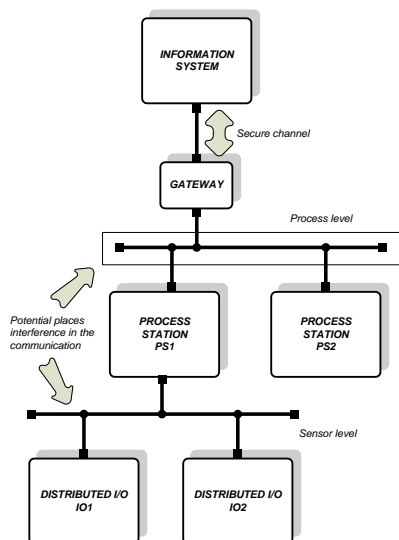 INFORMATION
SYSTEM
Secure channel
GATEWAY
Process level
Potential places
interference in the
communication
PROCESS
STATION
PS1
PROCESS
STATION
PS2
Sensor level
DISTRIBUTED I/O
IO1
DISTRIBUTED I/O
IO2